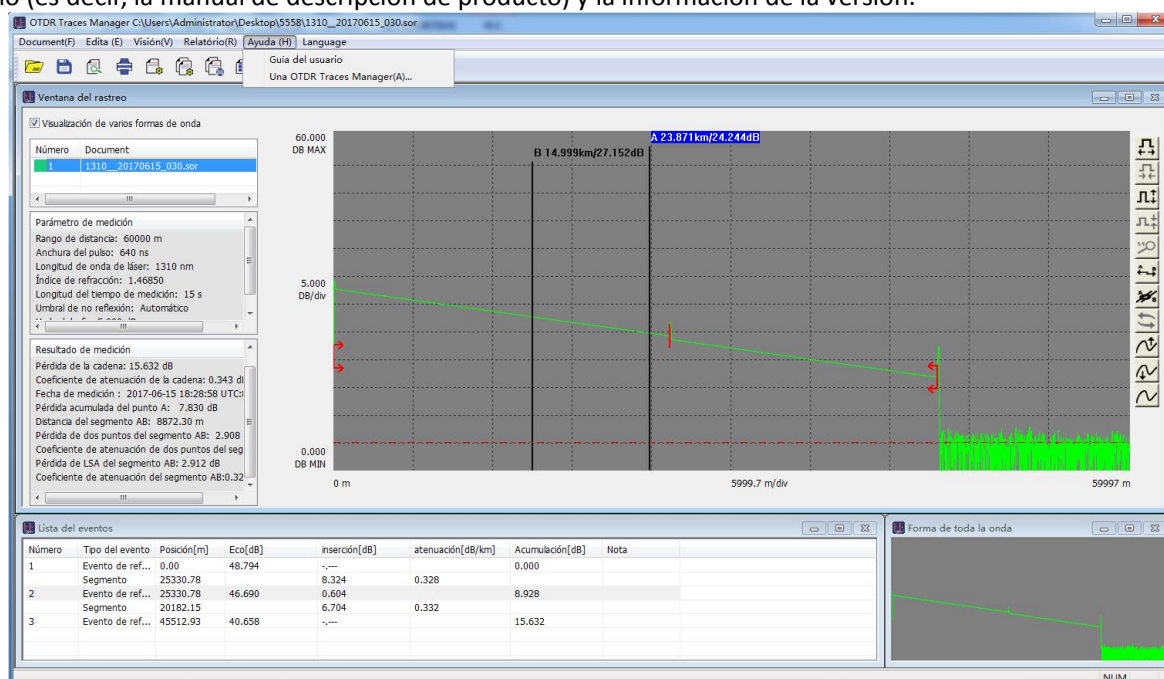 io (es decir, la manual de descripción de producto) y la información de la versión.
OTDR Traces Manager C:\Users\Administrator\Desktop\5558\1310__20170615_030.sor
Document(F) Edita (E) Visión(V) Relatório(R) Ayuda (H) Language
Guía del usuario
Una OTDR Traces Manager(A)...
Ventana del rastreo
Visualización de varios formas de onda
Número Document
1 1310__20170615_030.sor
Parámetro de medición
Rango de distancia: 60000 m
Anchura del pulso: 640 ns
Longitud de onda de láser: 1310 nm
Índice de refracción: 1.46850
Longitud del tiempo de medición: 15 s
Umbral de no reflexión: Automático
Resultado de medición
Pérdida de la cadena: 15.632 dB
Coeficiente de atenuación de la cadena: 0.343 dl
Fecha de medición : 2017-06-15 18:28:58 UTC:
Pérdida acumulada del punto A: 7.830 dB
Distancia del segmento AB: 8872.30 m
Pérdida de dos puntos del segmento AB: 2.908
Coeficiente de atenuación de dos puntos del seg
Pérdida de LSA del segmento AB: 2.912 dB
Coeficiente de atenuación del segmento AB:0.32
60.000
DB MAX
B 14.999km/27.152dB
A 23.871km/24.244dB
5.000
DB/div
0.000
DB MIN
0 m 5999.7 m/div 59997 m
Lista del eventos
Número Tipo del evento Posición[m] Eco[dB] inserción[dB] atenuación[dB/km] Acumulación[dB] Nota
1 Evento de ref... 0.00 48.794 -.--- 0.000
Segmento 25330.78 8.324 0.328
2 Evento de ref... 25330.78 46.690 0.604 8.928
Segmento 20182.15 6.704 0.332
3 Evento de ref... 45512.93 40.658 -.--- 15.632
Forma de toda la onda
NUM